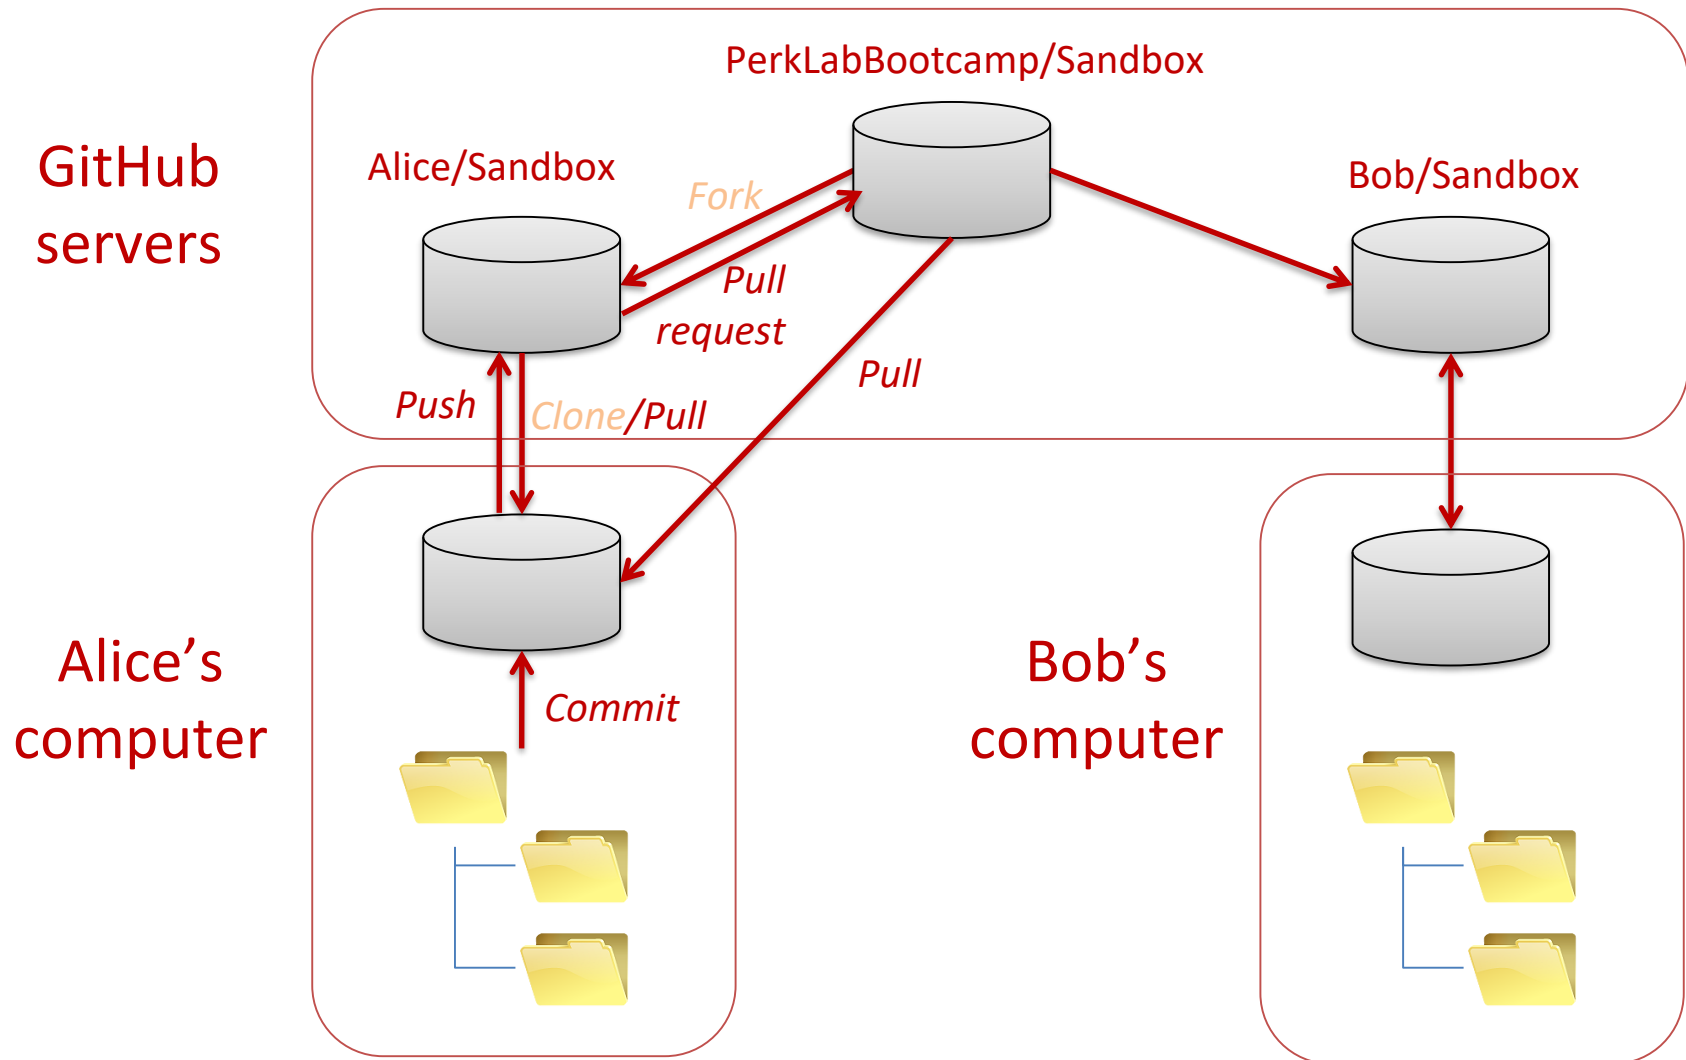 PerkLabBootcamp/Sandbox
GitHub
servers
Alice/Sandbox
Fork
Bob/Sandbox
Pull
request
Pull
Push
Clone/Pull
Alice’s
computer
Commit
Bob’s
computer